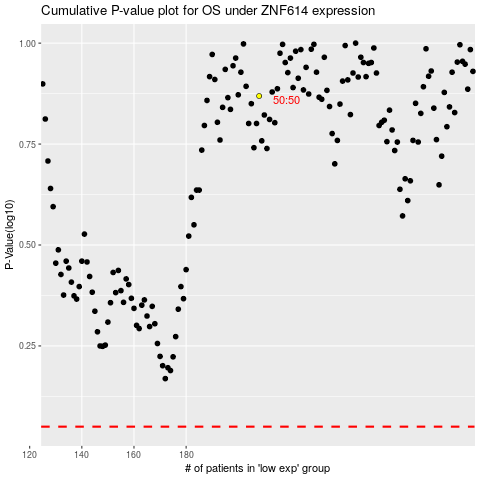 Cumulative P-value plot for OS under ZNF614 expression
1.00
0.75
0.50
0.25
P-Value(log10)
50:50
120 140 160 180
# of patients in 'low exp' group